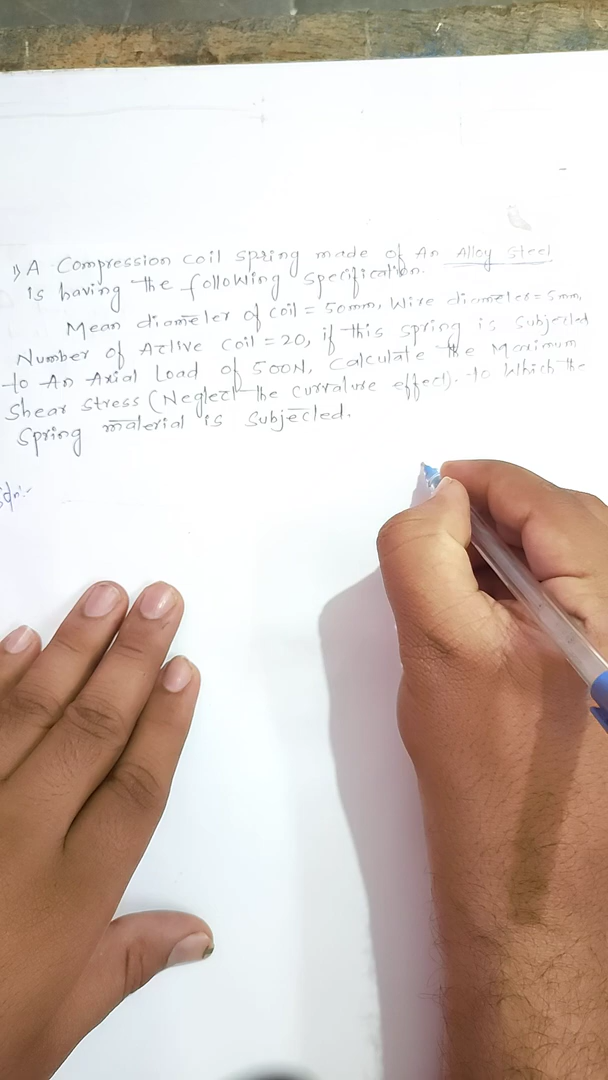 1) A Compression coil spring made of An Alloy Steel
is having the following specification.
Mean diameter of coil = 50mm, Wire diameter = 5mm,
Number of Active coil = 20, if this spring is subjected
to An Axial Load of 500N, calculate the Maximum
Shear stress (Neglect the curvature effect). to Which the
Spring material is Subjected.
Soln:-